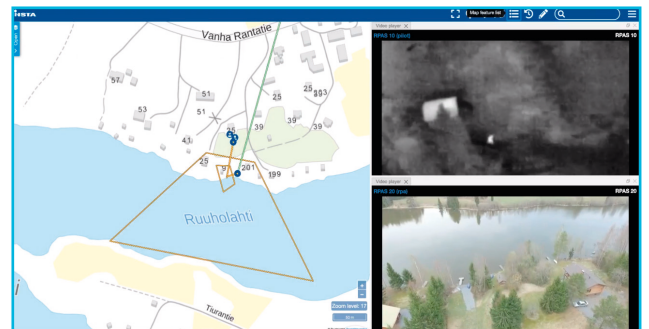 INSTA
Map feature list
Open
Video player
RPAS 10 (pilot)
RPAS 10
Vanha Rantatie
57
51
25
303
53
51
39
25
39
39
41
25
201
199
Ruuholahti
Video player
RPAS 20 (rpa)
RPAS 20
Zoom level: 17
Tiurantie